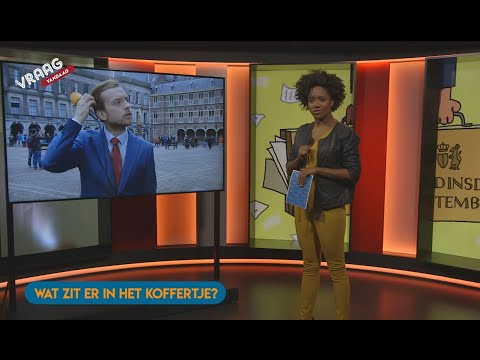 VRAAG
VANDAAG
DINSD
TEMBE
WAT ZIT ER IN HET KOFFERTJE?